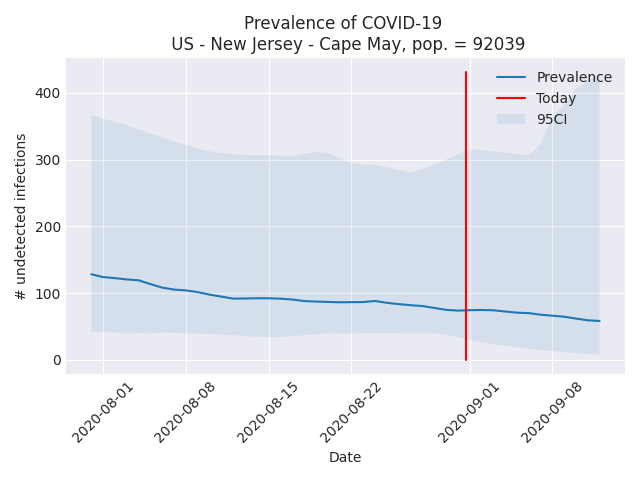 Prevalence of COVID-19
US - New Jersey - Cape May, pop. = 92039
Prevalence
Today
95CI
# undetected infections
400
300
200
100
0
2020-08-01
2020-08-08
2020-08-15
2020-08-22
2020-09-01
2020-09-08
Date